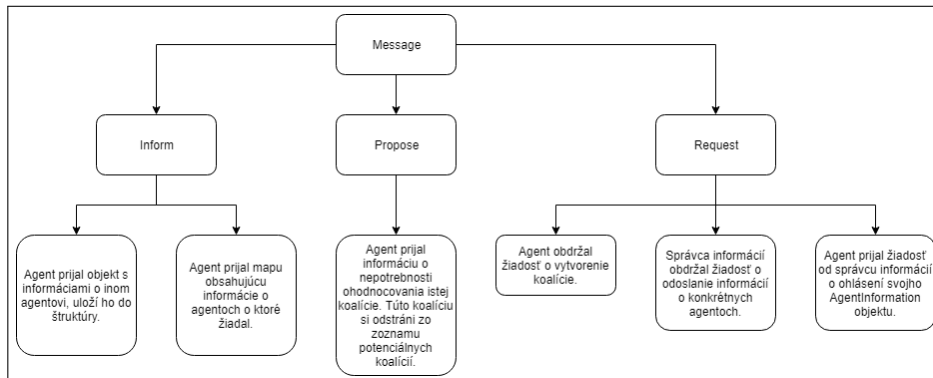 Message
Inform
Propose
Request
Agent prijal objekt s
informáciami o inom
agentovi, uloží ho do
štruktúry.
Agent prijal mapu
obsahujúcu
informácie o
agentoch o ktoré
žiadal.
Agent prijal
informáciu o
nepotrebnosti
ohodnocovania istej
koalície. Túto koalíciu
si odstráni zo
zoznamu
potenciálnych
koalícií.
Agent obdržal
žiadosť o vytvorenie
koalície.
Správca informácií
obdržal žiadosť o
odoslanie informácií
o konkrétnych
agentoch.
Agent prijal žiadosť
od správcu informácií
o ohlásení svojho
AgentInformation
objektu.